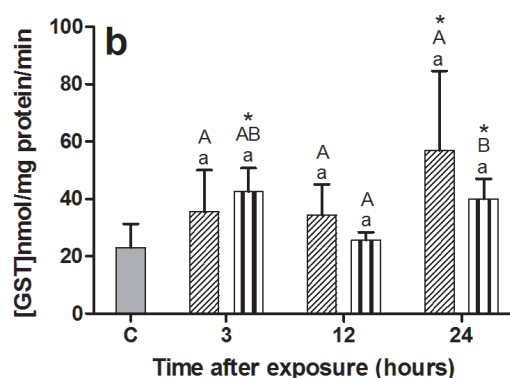 b
[GST]nmol/mg protein/min
100
80
60
40
20
0
A
a
*
AB
a
A
a
A
a
*
A
a
*
B
a
C 3 12 24
Time after exposure (hours)